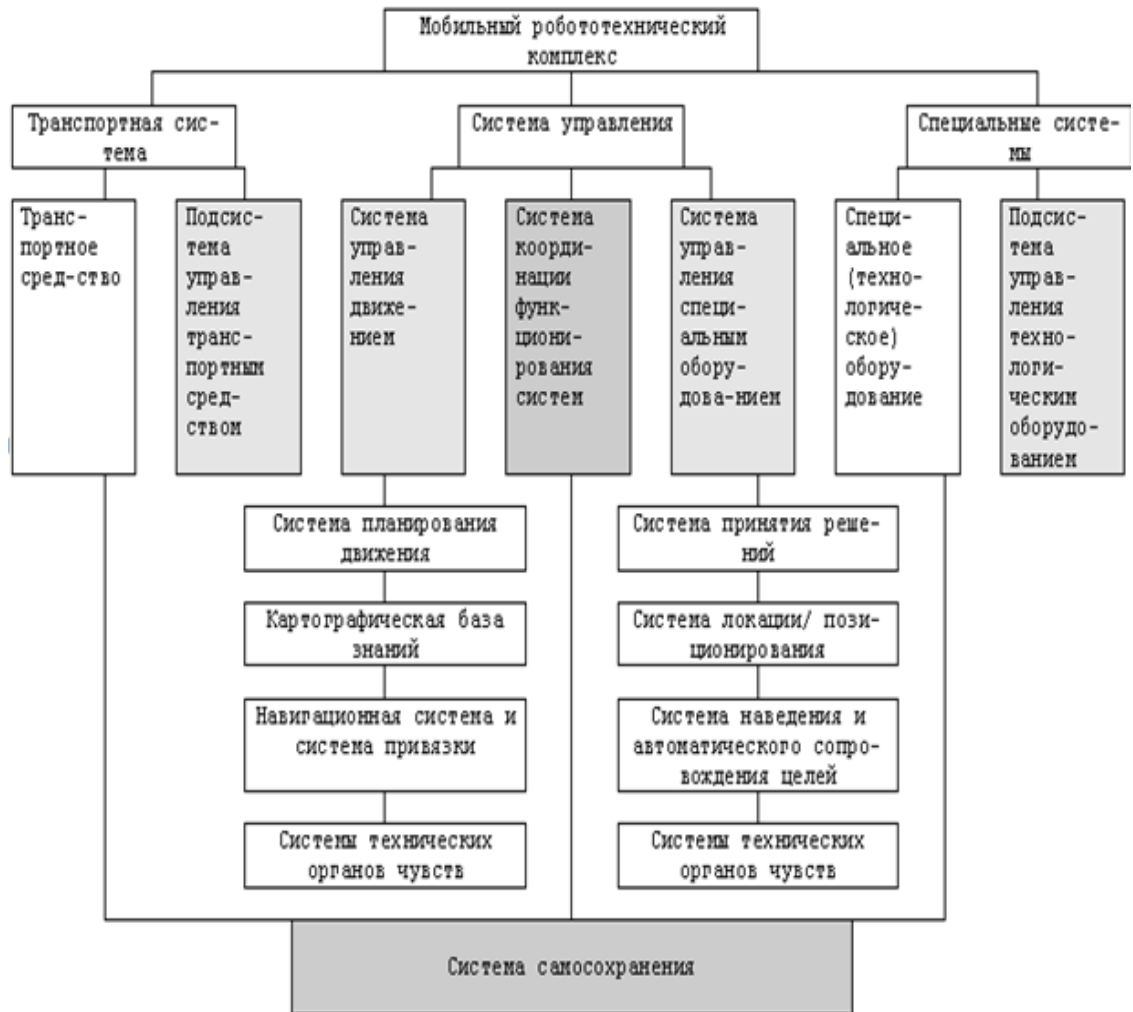 Мобильный робототехнический
комплекс
Транспортная сис-
тема
Система управления
Специальные систе-
мы
Транс-
портное
сред-ство
Подсис-
тема
управ-
ления
транс-
портным
сред-
ством
Система
управ-
ления
движе-
нием
Система
коорди-
нации
функ-
циони-
рования
систем
Система
управ-
ления
специ-
альным
обору-
дова-нием
Специ-
альное
(техно-
логиче-
ское)
обору-
дование
Подсис-
тема
управ-
ления
техно-
логи-
ческим
оборудо-
ванием
Система планирования
движения
Картографическая база
знаний
Навигационная система и
система привязки
Системы технических
органов чувств
Система принятия реше-
ний
Система локации/ пози-
ционирования
Система наведения и
автоматического сопро-
вождения целей
Системы технических
органов чувств
Система самосохранения